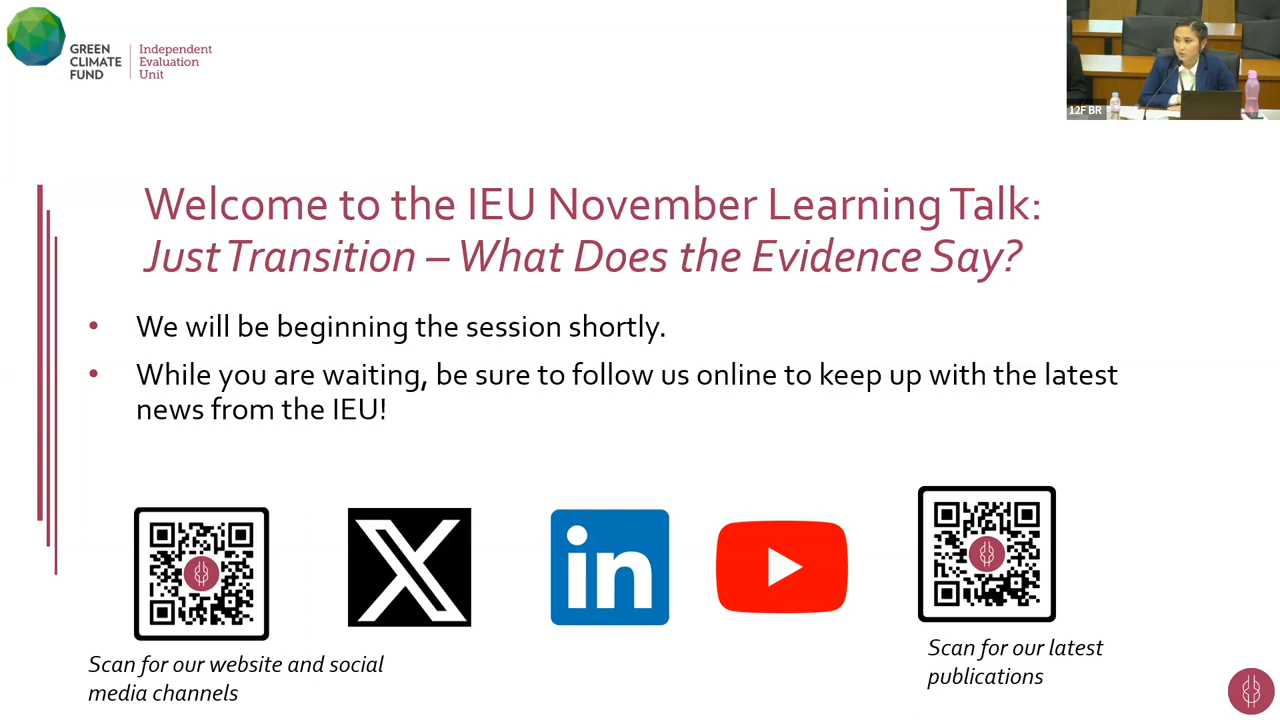 GREEN
CLIMATE
FUND
Independent
Evaluation
Unit
12F BR
Welcome to the IEU November Learning Talk:
Just Transition – What Does the Evidence Say?
• We will be beginning the session shortly.
• While you are waiting, be sure to follow us online to keep up with the latest
news from the IEU!
in
Scan for our website and social
media channels
Scan for our latest
publications